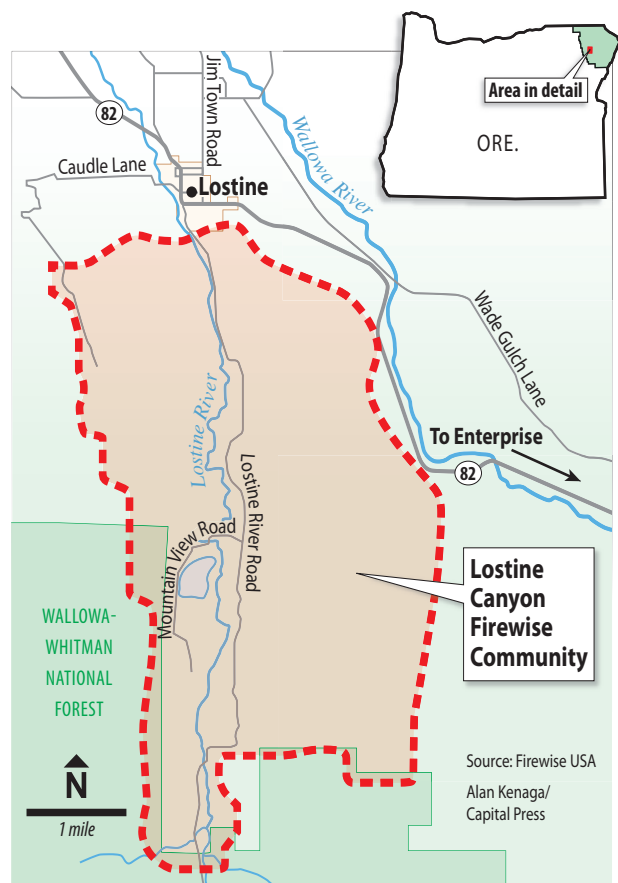 Area in detail
ORE.
82
Jim Town Road
Caudle Lane
Lostine
Wallowa River
Wade Gulch Lane
Lostine River
To Enterprise
82
Lostine River Road
Mountain View Road
Lostine
Canyon
Firewise
Community
WALLOWA-
WHITMAN
NATIONAL
FOREST
N
1 mile
Source: Firewise USA
Alan Kenaga/
Capital Press